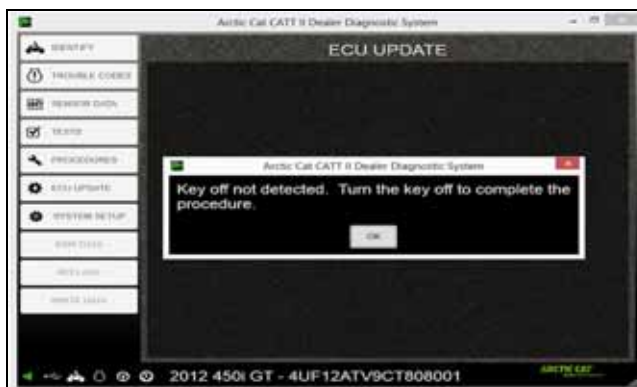 Arctic Cat CATT II Dealer Diagnostic System
IDENTIFY
ECU UPDATE
TROUBLE CODES
SENSOR DATA
TESTS
PROCEDURES
Arctic Cat CATT II Dealer Diagnostic System
Key off not detected. Turn the key off to complete the
procedure.
OK
ECU UPDATE
SYSTEM SETUP
2012 450i GT - 4UF12ATV9CT808001
ARCTIC CAT